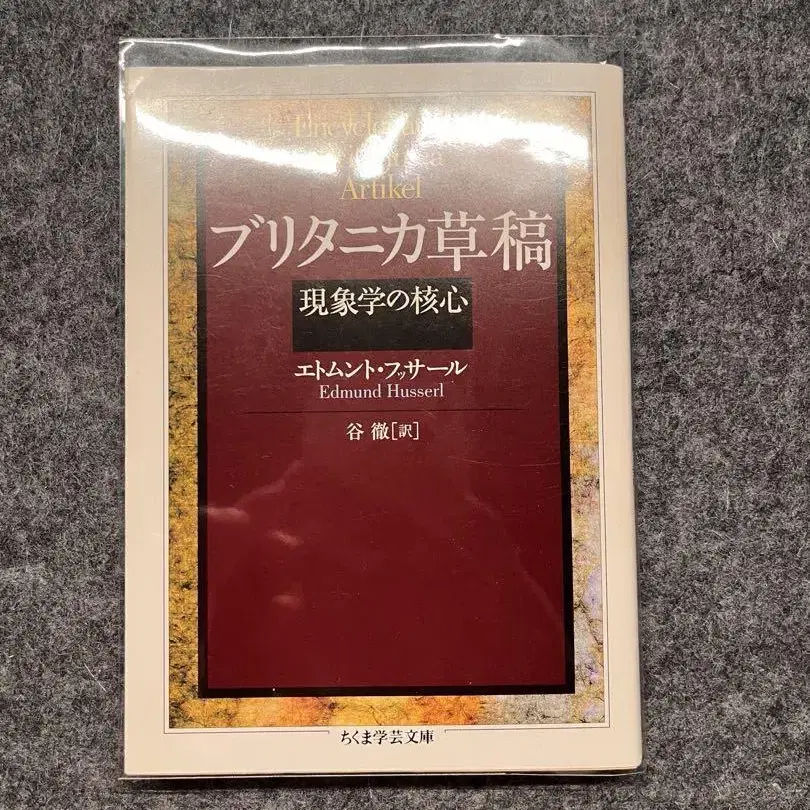 Artikel
ブリタニカ草稿
現象学の核心
エトムント・フッサール
Edmund Husserl
谷 徹[訳]
ちくま学芸文庫